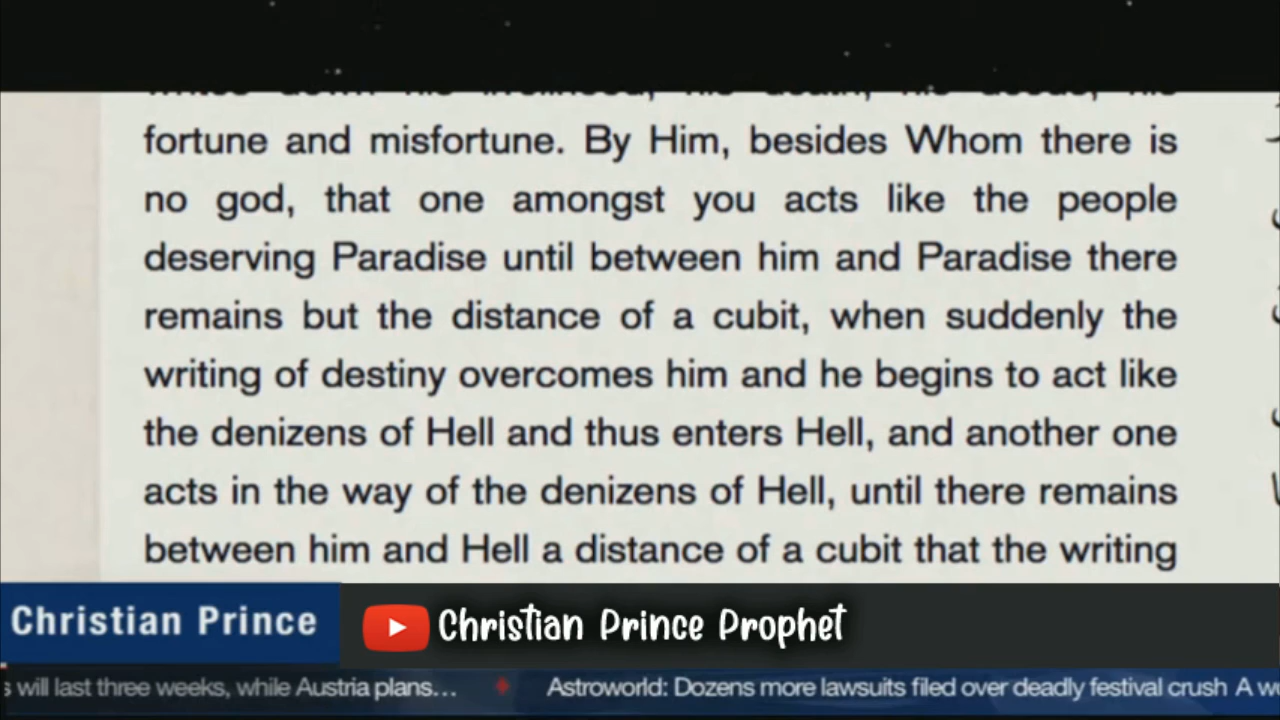 fortune and misfortune. By Him, besides Whom there is
no god, that one amongst you acts like the people
deserving Paradise until between him and Paradise there
remains but the distance of a cubit, when suddenly the
writing of destiny overcomes him and he begins to act like
the denizens of Hell and thus enters Hell, and another one
acts in the way of the denizens of Hell, until there remains
between him and Hell a distance of a cubit that the writing
Christian Prince
Christian Prince Prophet
s will last three weeks, while Austria plans...
Astroworld: Dozens more lawsuits filed over deadly festival crush A w